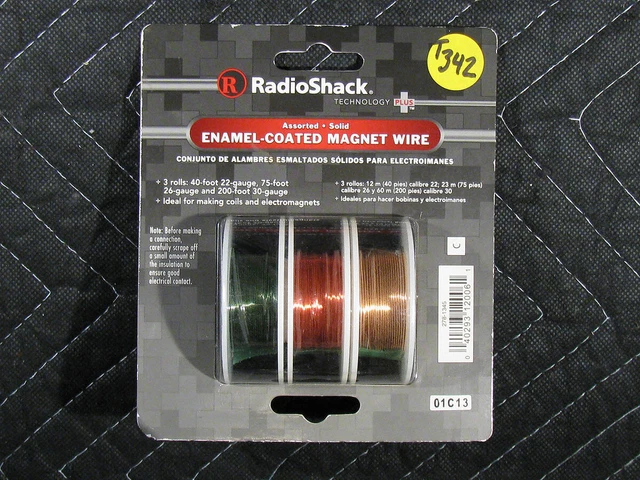 T342
R RadioShack.
TECHNOLOGY PLUS
Assorted • Solid
ENAMEL-COATED MAGNET WIRE
CONJUNTO DE ALAMBRES ESMALTADOS SÓLIDOS PARA ELECTROIMANES
+ 3 rolls: 40-foot 22-gauge, 75-foot
26-gauge and 200-foot 30-gauge
+ Ideal for making coils and electromagnets
+ 3 rollos: 12 m (40 pies) calibre 22; 23 m (75 pies)
calibre 26 y 60 m (200 pies) calibre 30
+ Ideales para hacer bobinas y electroimanes
Note: Before making
a connection,
carefully scrape off
a small amount of
the insulation to
ensure good
electrical contact.
C
278-1345
0 40293 12006 1
01C13